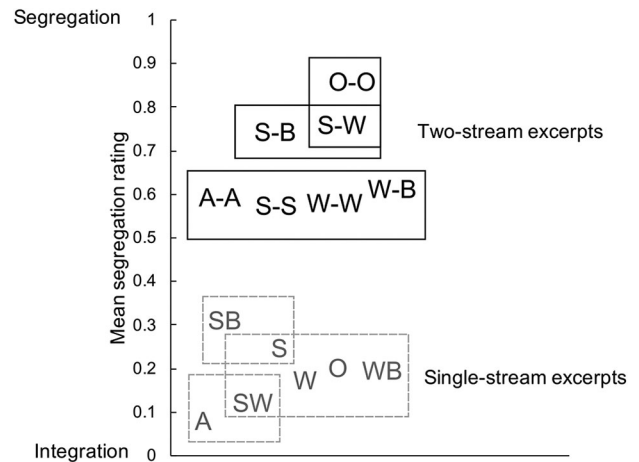 Segregation
1
0.9
O-O
0.8
S-B
S-W
Two-stream excerpts
0.7
A-A
S-S
W-W
W-B
0.6
0.5
Mean segregation rating
0.4
SB
0.3
S
0.2
W
O
WB
Single-stream excerpts
SW
0.1
A
Integration
0